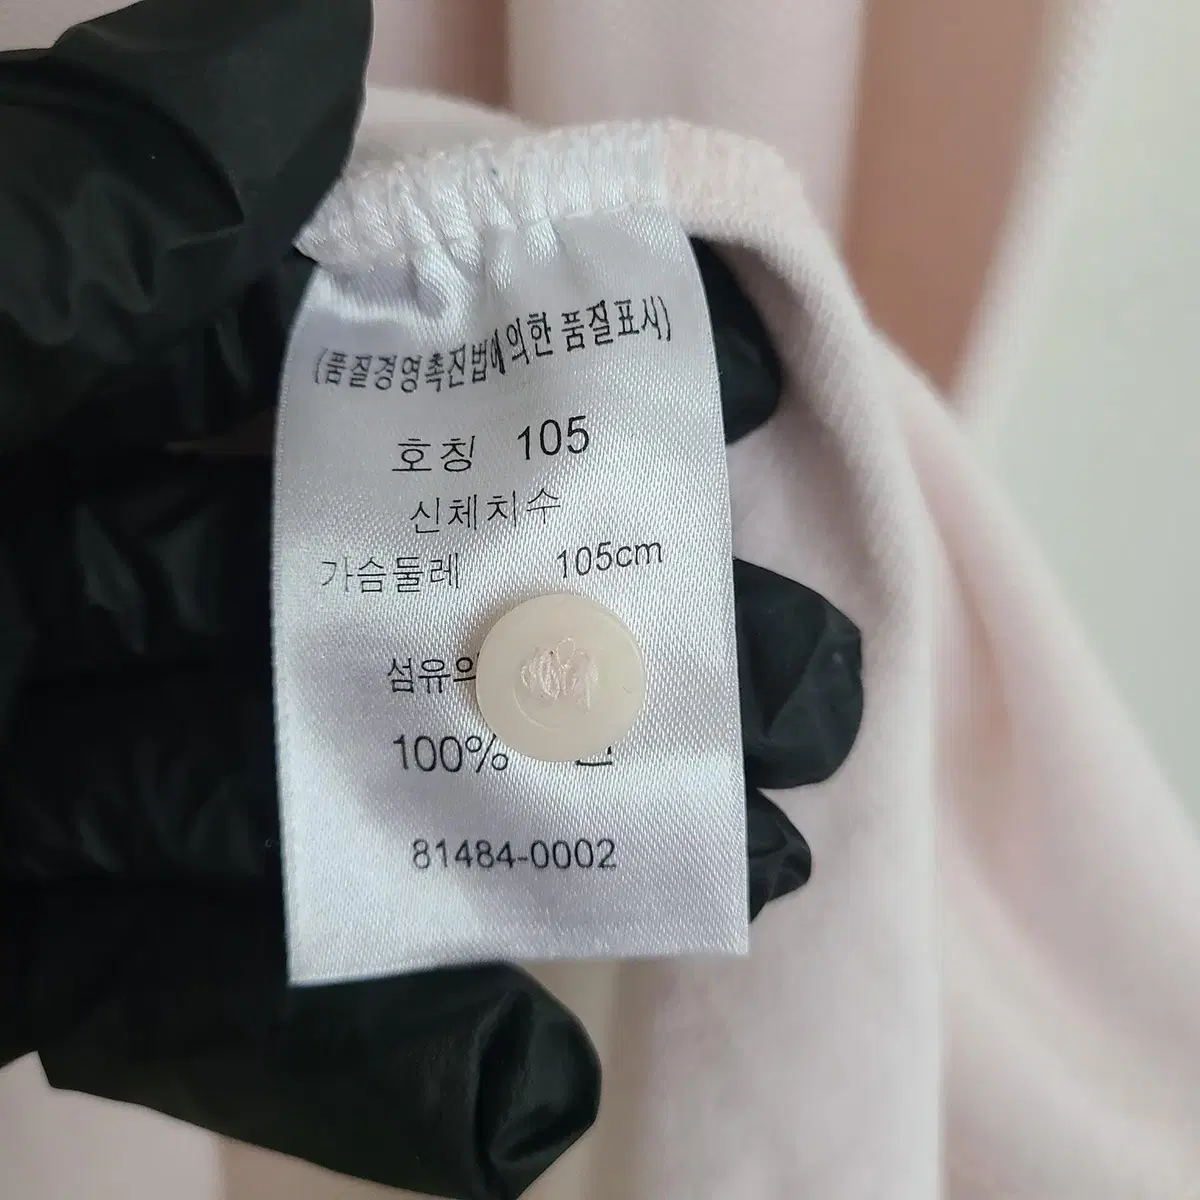 (품질경영촉진법에의한 품질표시)
호칭 105
신체치수
가슴둘레 105cm
섬유의
100%
81484-0002